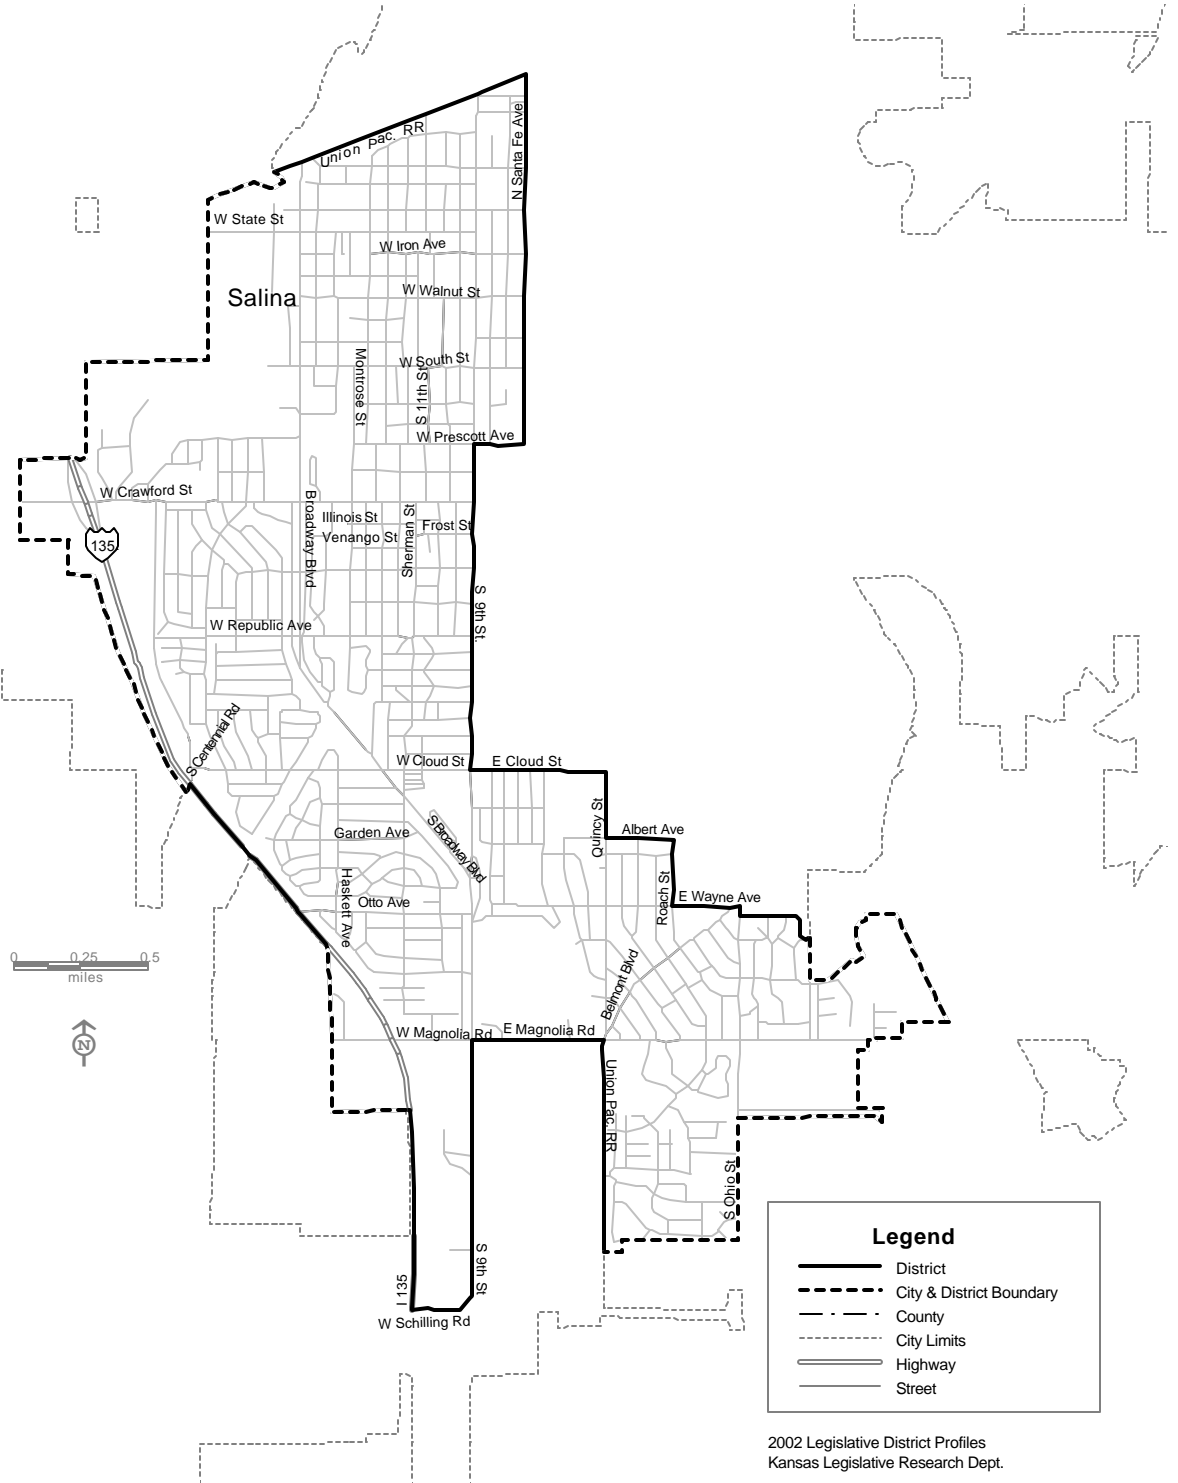 Union Pac. RR
N Santa Fe Ave
W State St
W Iron Ave
Salina
W Walnut St
W South St
Montrose St
S 11th St
W Prescott Ave
W Crawford St
135
Broadway Blvd
Illinois St
Venango St
Sherman St
Frost St
S 9th St.
W Republic Ave
S Centennial Rd
W Cloud St
E Cloud St
Quincy St
Garden Ave
S Broadway Blvd
Albert Ave
Haskett Ave
Otto Ave
Roach St
E Wayne Ave
0 0.25 0.5
miles
N
Belmont Blvd
W Magnolia Rd
E Magnolia Rd
Union Pac. RR
S Ohio St
I 135
S 9th St
W Schilling Rd
Legend
District
City & District Boundary
County
City Limits
Highway
Street
2002 Legislative District Profiles
Kansas Legislative Research Dept.